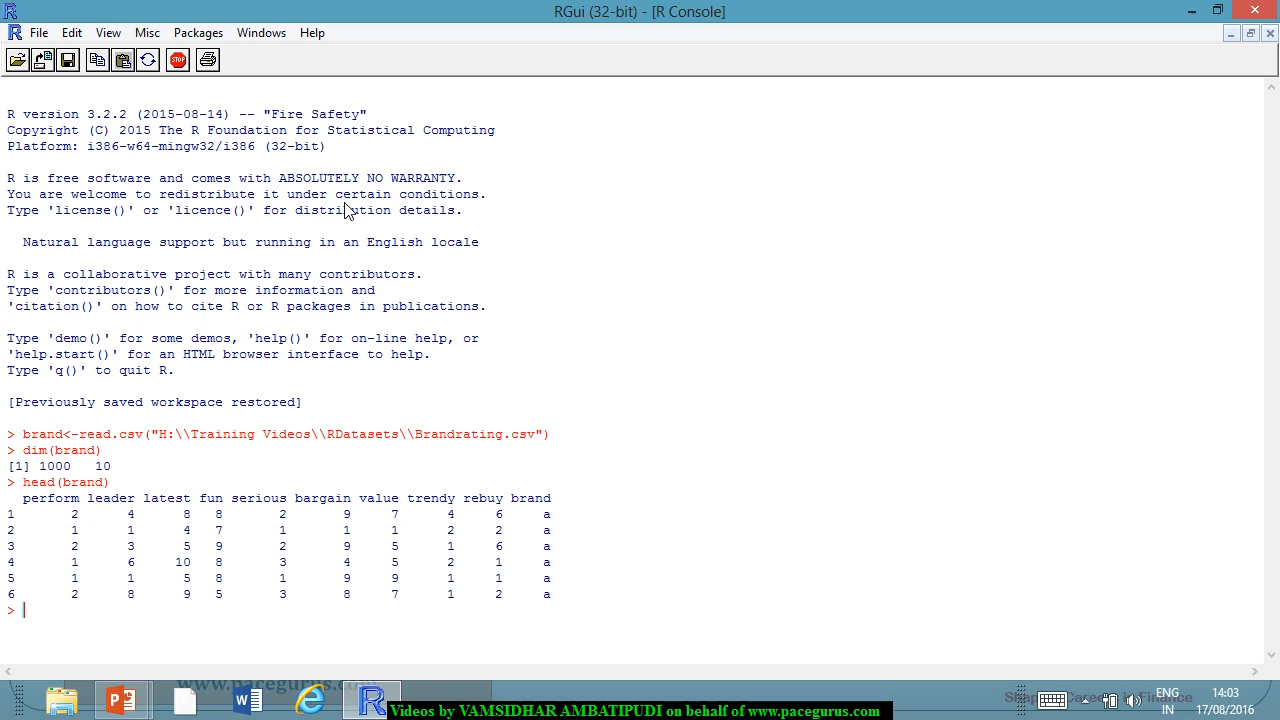 RGui (32-bit) - [R Console]
File Edit View Misc Packages Windows Help
STOP
R version 3.2.2 (2015-08-14) -- "Fire Safety"
Copyright (C) 2015 The R Foundation for Statistical Computing
Platform: i386-w64-mingw32/i386 (32-bit)
R is free software and comes with ABSOLUTELY NO WARRANTY.
You are welcome to redistribute it under certain conditions.
Type 'license()' or 'licence()' for distribution details.
Natural language support but running in an English locale
R is a collaborative project with many contributors.
Type 'contributors()' for more information and
'citation()' on how to cite R or R packages in publications.
Type 'demo()' for some demos, 'help()' for on-line help, or
'help.start()' for an HTML browser interface to help.
Type 'q()' to quit R.
[Previously saved workspace restored]
> brand<-read.csv("H:\\Training Videos\\RDatasets\\Brandrating.csv")
> dim(brand)
[1] 1000 10
> head(brand)
perform leader latest fun serious bargain value trendy rebuy brand
1 2 4 8 8 2 9 7 4 6 a
2 1 1 4 7 1 1 1 2 2 a
3 2 3 5 9 2 9 5 1 6 a
4 1 6 10 8 3 4 5 2 1 a
5 1 1 5 8 1 9 9 1 1 a
6 2 8 9 5 3 8 7 1 2 a
>
www.pacegurus.com
ENG 14:03
IN 17/08/2016
Videos by VAMSIDHAR AMBATIPUDI on behalf of www.pacegurus.com